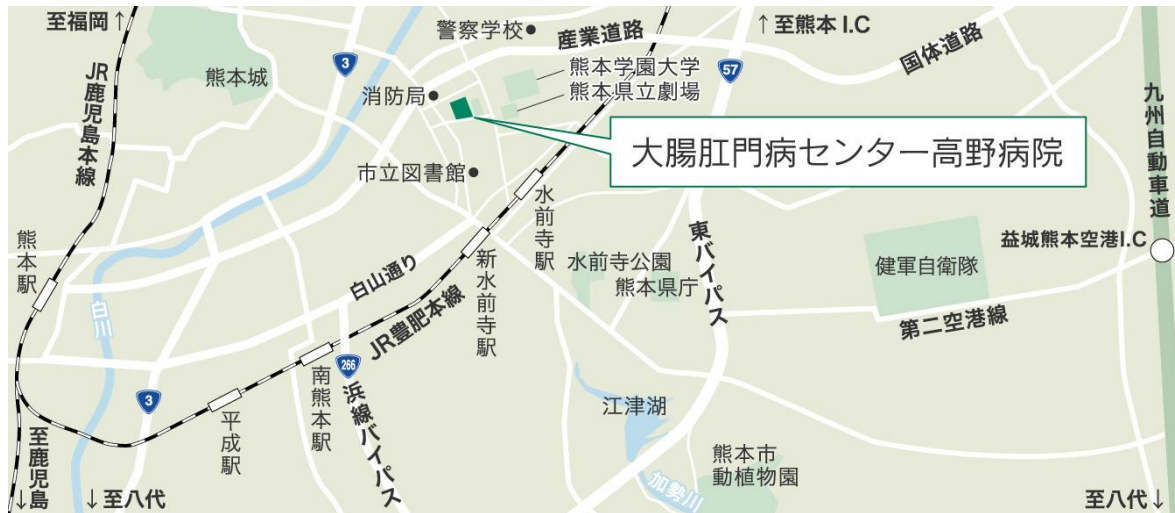 至福岡↑
警察学校
産業道路
↑至熊本I.C
国体道路
JR鹿児島本線
熊本城
3
消防局
熊本学園大学
熊本県立劇場
57
九州自動車道
大腸肛門病センター高野病院
市立図書館
水前寺駅
熊本駅
白川
白山通り
新水前寺駅
水前寺公園
熊本県庁
東バイパス
健軍自衛隊
益城熊本空港I.C
第二空港線
JR豊肥本線
266
3
南熊本駅
浜線バイパス
平成駅
江津湖
熊本市
動植物園
加勢川
↓至鹿児島
↓至八代
至八代↓